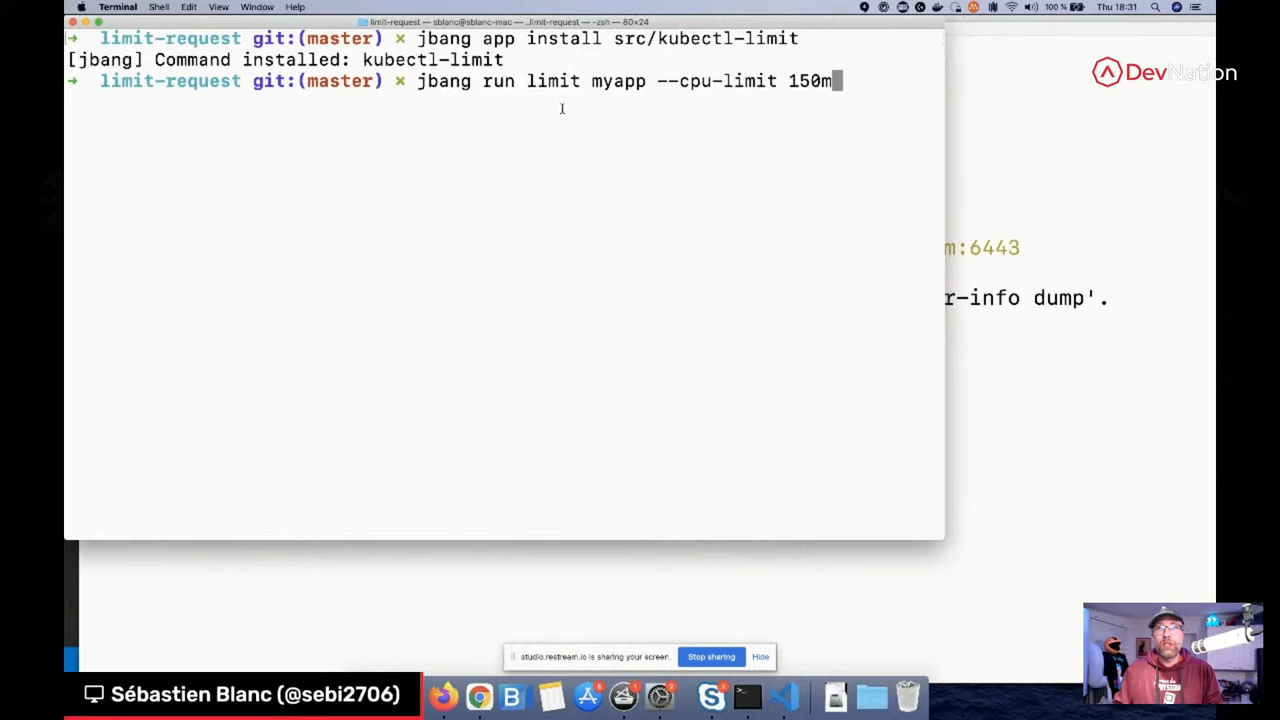 Terminal Shell Edit View Window Help 100 % Thu 18:31
limit-request — sblanc@sblanc-mac — ..limit-request — -zsh — 80×24
→ limit-request git:(master) × jbang app install src/kubectl-limit
[jbang] Command installed: kubectl-limit
→ limit-request git:(master) × jbang run limit myapp --cpu-limit 150m
DevNation
m:6443
r-info dump'.
studio.restream.io is sharing your screen. Stop sharing Hide
Sébastien Blanc (@sebi2706)